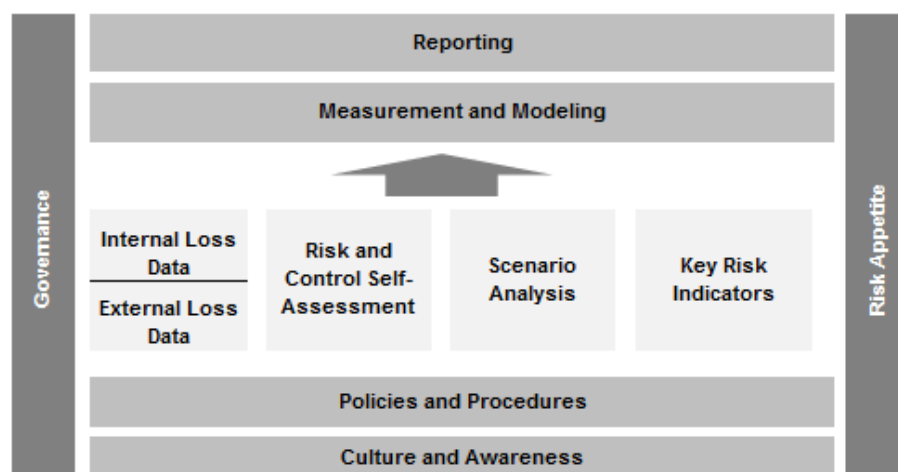 Governance
Reporting
Measurement and Modeling
Internal Loss
Data
External Loss
Data
Risk and
Control Self-
Assessment
Scenario
Analysis
Key Risk
Indicators
Policies and Procedures
Culture and Awareness
Risk Appetite